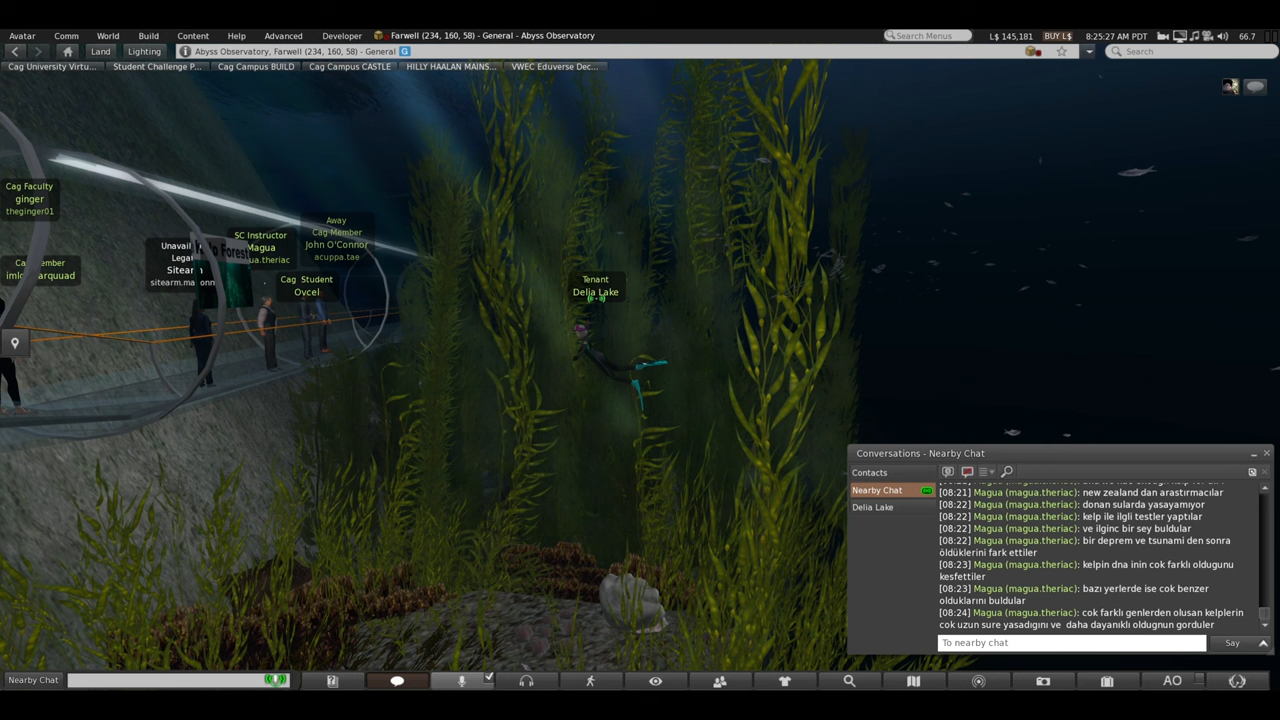 Avatar Comm World Build Content Help Advanced Developer Farwell (234, 160, 58) - General - Abyss Observatory Search Menus L$ 145,181 BUY L$ 8:25:27 AM PDT 66.7
Land Lighting Abyss Observatory, Farwell (234, 160, 58) - General G Search
Cag University Virtu... Student Challenge P... Cag Campus BUILD Cag Campus CASTLE HILLY HAALAN MAINS... VWEC Eduverse Dec...
Cag Faculty
ginger
theginger01
SC Instructor
Magua
Away
Cag Member
John O'Connor
acuppa.tae
Cag Student
Ovcel
Tenant
Delia Lake
Conversations - Nearby Chat
Contacts
Nearby Chat
Delia Lake
[08:21] Magua (magua.theriac): new zealand dan arastırmacılar
[08:22] Magua (magua.theriac): donan sularda yasayamıyor
[08:22] Magua (magua.theriac): kelp ile ilgli testler yaptılar
[08:22] Magua (magua.theriac): ve ilginc bir sey buldular
[08:22] Magua (magua.theriac): bir deprem ve tsunami den sonra
öldüklerini fark ettiler
[08:23] Magua (magua.theriac): kelpin dna inin cok farklı oldugunu
kesfettiler
[08:23] Magua (magua.theriac): bazı yerlerde ise cok benzer
olduklarını buldular
[08:24] Magua (magua.theriac): cok farklı genlerden olusan kelplerin
cok uzun sure yasadıgını ve daha dayanıklı oldugnun gorduler
To nearby chat Say
Nearby Chat AO